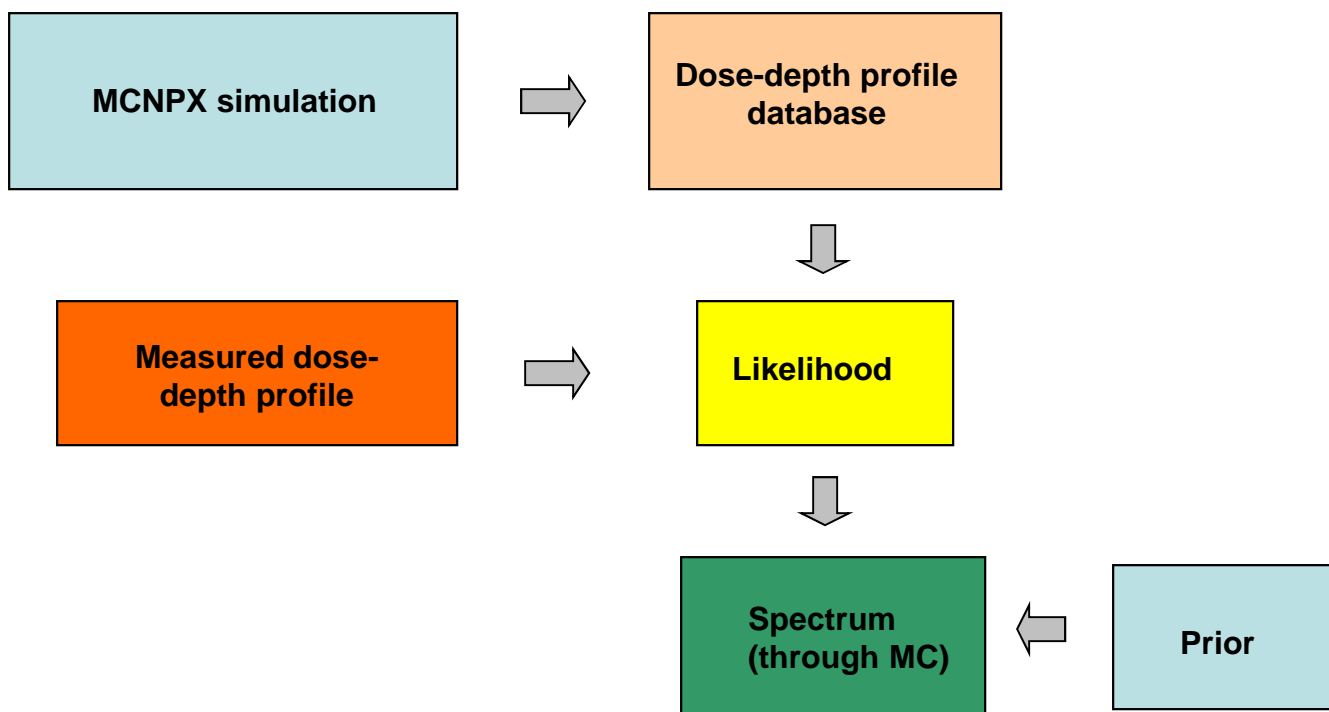 MCNPX simulation
Dose-depth profile
database
Measured dose-
depth profile
Likelihood
Spectrum
(through MC)
Prior